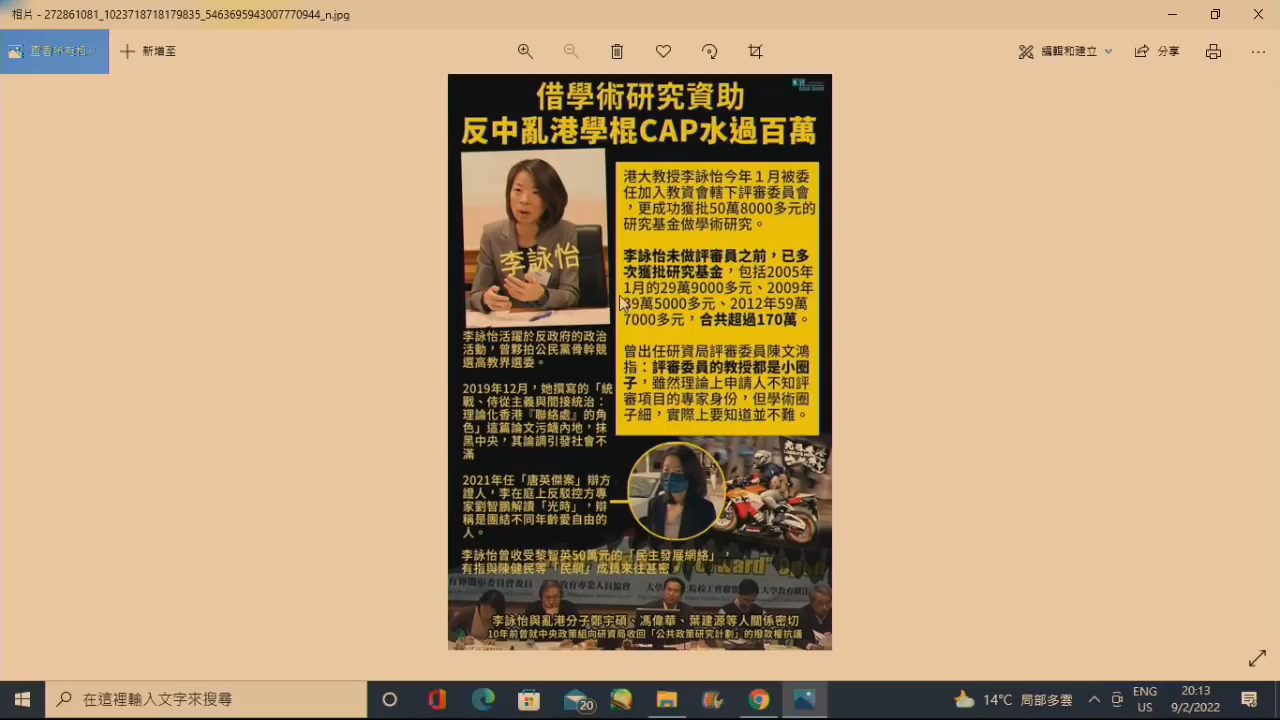 相片 - 272861081_1023718718179835_5463695943007770944_n.jpg
查看所有相片
新增至
編輯和建立
分享
借學術研究資助
反中亂港學棍CAP水過百萬
李詠怡
港大教授李詠怡今年１月被委
任加入教資會轄下評審委員會
，更成功獲批50萬8000多元的
研究基金做學術研究。
李詠怡未做評審員之前，已多
次獲批研究基金，包括2005年
1月的29萬9000多元、2009年
39萬5000多元、2012年59萬
7000多元，合共超過170萬。
曾出任研資局評審委員陳文鴻
指：評審委員的教授都是小圈
子，雖然理論上申請人不知評
審項目的專家身份，但學術圈
子細，實際上要知道並不難。
李詠怡活躍於反政府的政治
活動，曾夥拍公民黨骨幹競
選高教界選委。
2019年12月，她撰寫的「統
戰、侍從主義與間接統治：
理論化香港『聯絡處』的角
色」這篇論文污衊內地，抹
黑中央，其論調引發社會不
滿
2021年任「唐英傑案」辯方
證人，李在庭上反駁控方專
家劉智鵬解讀「光時」，辯
稱是團結不同年齡愛自由的
人。
李詠怡曾收受黎智英50萬元的「民主發展網絡」，
有指與陳健民等「民網」成員來往甚密。
李詠怡與亂港分子鄭宇碩、馮偉華、葉建源等人關係密切
10年前曾就中央政策組向研資局收回「公共政策研究計劃」的撥款權抗議
在這裡輸入文字來搜尋
20
14°C 局部多雲
ENG
US
20:13
9/2/2022